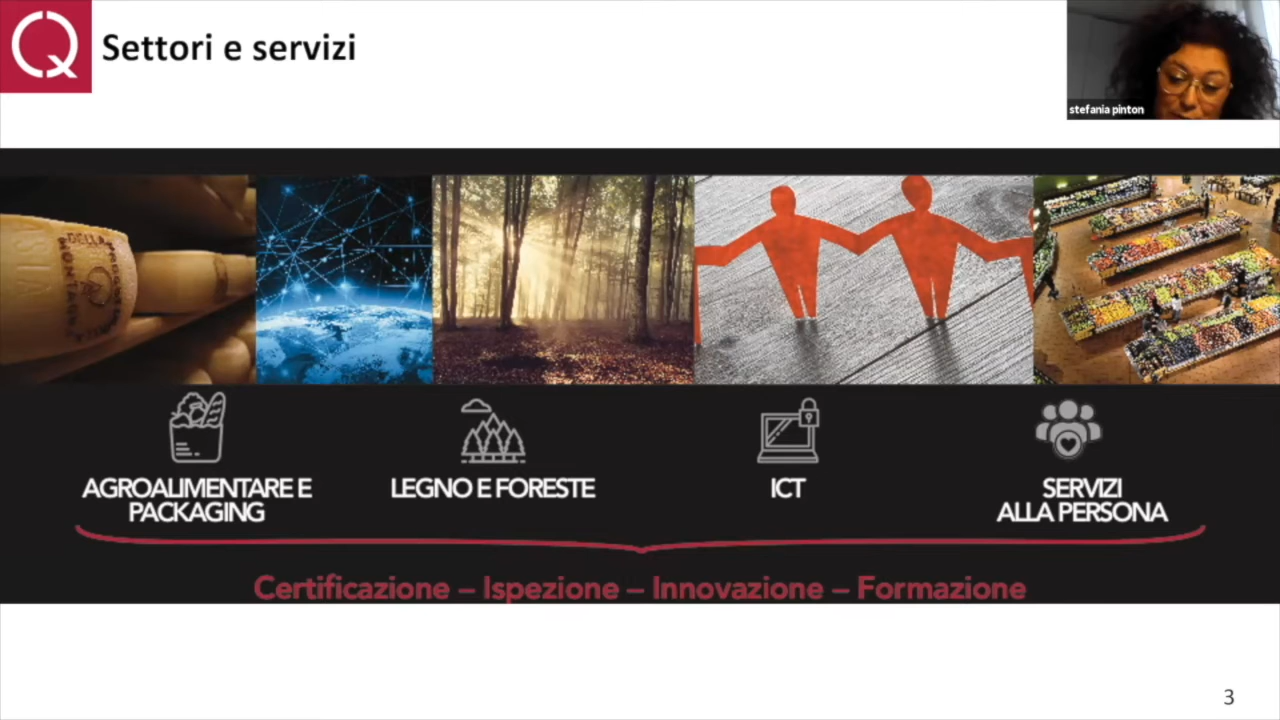 Settori e servizi
stefania pinton
AGROALIMENTARE E
PACKAGING
LEGNO E FORESTE
ICT
SERVIZI
ALLA PERSONA
Certificazione – Ispezione – Innovazione – Formazione
3